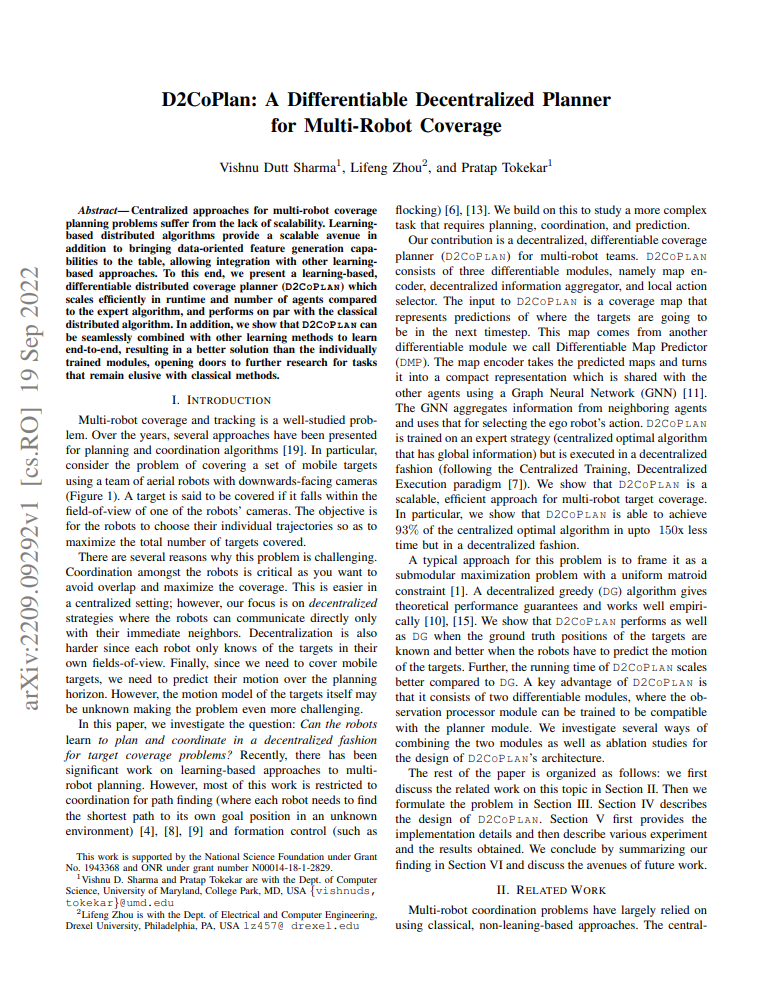 D2CoPlan: A Differentiable Decentralized Planner
for Multi-Robot Coverage
Vishnu Dutt Sharma1, Lifeng Zhou2, and Pratap Tokekar1
Abstract— Centralized approaches for multi-robot coverage
planning problems suffer from the lack of scalability. Learning-
based distributed algorithms provide a scalable avenue in
addition to bringing data-oriented feature generation capa-
bilities to the table, allowing integration with other learning-
based approaches. To this end, we present a learning-based,
differentiable distributed coverage planner (D2COPLAN) which
scales efficiently in runtime and number of agents compared
to the expert algorithm, and performs on par with the classical
distributed algorithm. In addition, we show that D2COPLAN can
be seamlessly combined with other learning methods to learn
end-to-end, resulting in a better solution than the individually
trained modules, opening doors to further research for tasks
that remain elusive with classical methods.
I. INTRODUCTION
Multi-robot coverage and tracking is a well-studied prob-
lem. Over the years, several approaches have been presented
for planning and coordination algorithms [19]. In particular,
consider the problem of covering a set of mobile targets
using a team of aerial robots with downwards-facing cameras
(Figure 1). A target is said to be covered if it falls within the
field-of-view of one of the robots' cameras. The objective is
for the robots to choose their individual trajectories so as to
maximize the total number of targets covered.
There are several reasons why this problem is challenging.
Coordination amongst the robots is critical as you want to
avoid overlap and maximize the coverage. This is easier in
a centralized setting; however, our focus is on decentralized
strategies where the robots can communicate directly only
with their immediate neighbors. Decentralization is also
harder since each robot only knows of the targets in their
own fields-of-view. Finally, since we need to cover mobile
targets, we need to predict their motion over the planning
horizon. However, the motion model of the targets itself may
be unknown making the problem even more challenging.
In this paper, we investigate the question: Can the robots
learn to plan and coordinate in a decentralized fashion
for target coverage problems? Recently, there has been
significant work on learning-based approaches to multi-
robot planning. However, most of this work is restricted to
coordination for path finding (where each robot needs to find
the shortest path to its own goal position in an unknown
environment) [4], [8], [9] and formation control (such as
This work is supported by the National Science Foundation under Grant
No. 1943368 and ONR under grant number N00014-18-1-2829.
1Vishnu D. Sharma and Pratap Tokekar are with the Dept. of Computer
Science, University of Maryland, College Park, MD, USA {vishnuds,
tokekar}@umd.edu
2Lifeng Zhou is with the Dept. of Electrical and Computer Engineering,
Drexel University, Philadelphia, PA, USA lz457@ drexel.edu
flocking) [6], [13]. We build on this to study a more complex
task that requires planning, coordination, and prediction.
Our contribution is a decentralized, differentiable coverage
planner (D2COPLAN) for multi-robot teams. D2COPLAN
consists of three differentiable modules, namely map en-
coder, decentralized information aggregator, and local action
selector. The input to D2COPLAN is a coverage map that
represents predictions of where the targets are going to
be in the next timestep. This map comes from another
differentiable module we call Differentiable Map Predictor
(DMP). The map encoder takes the predicted maps and turns
it into a compact representation which is shared with the
other agents using a Graph Neural Network (GNN) [11].
The GNN aggregates information from neighboring agents
and uses that for selecting the ego robot's action. D2COPLAN
is trained on an expert strategy (centralized optimal algorithm
that has global information) but is executed in a decentralized
fashion (following the Centralized Training, Decentralized
Execution paradigm [7]). We show that D2COPLAN is a
scalable, efficient approach for multi-robot target coverage.
In particular, we show that D2COPLAN is able to achieve
93% of the centralized optimal algorithm in upto 150x less
time but in a decentralized fashion.
A typical approach for this problem is to frame it as a
submodular maximization problem with a uniform matroid
constraint [1]. A decentralized greedy (DG) algorithm gives
theoretical performance guarantees and works well empiri-
cally [10], [15]. We show that D2COPLAN performs as well
as DG when the ground truth positions of the targets are
known and better when the robots have to predict the motion
of the targets. Further, the running time of D2COPLAN scales
better compared to DG. A key advantage of D2COPLAN is
that it consists of two differentiable modules, where the ob-
servation processor module can be trained to be compatible
with the planner module. We investigate several ways of
combining the two modules as well as ablation studies for
the design of D2COPLAN's architecture.
The rest of the paper is organized as follows: we first
discuss the related work on this topic in Section II. Then we
formulate the problem in Section III. Section IV describes
the design of D2COPLAN. Section V first provides the
implementation details and then describe various experiment
and the results obtained. We conclude by summarizing our
finding in Section VI and discuss the avenues of future work.
II. RELATED WORK
Multi-robot coordination problems have largely relied on
using classical, non-leaning-based approaches. The central-
arXiv:2209.09292v1 [cs.RO] 19 Sep 2022